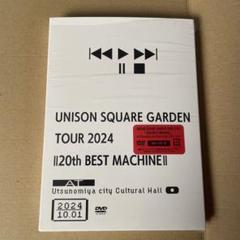 UNISON SQUARE GARDEN
TOUR 2024
||20th BEST MACHINE||
AT
Utsunomiya city Cultural Hall
2024
10.01
DVD